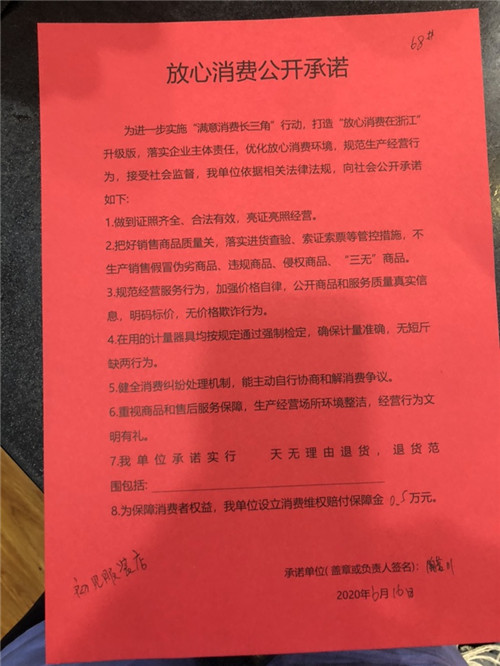 68#
放心消费公开承诺
为进一步实施“满意消费长三角”行动，打造“放心消费在浙江”
升级版，落实企业主体责任，优化放心消费环境，规范生产经营行
为，接受社会监督，我单位依据相关法律法规，向社会公开承诺
如下:
1.做到证照齐全、合法有效，亮证亮照经营。
2.把好销售商品质量关，落实进货查验、索证索票等管控措施，不
生产销售假冒伪劣商品、违规商品、侵权商品、“三无”商品。
3.规范经营服务行为，加强价格自律，公开商品和服务质量真实信
息，明码标价，无价格欺诈行为。
4.在用的计量器具均按规定通过强制检定，确保计量准确，无短斤
缺两行为。
5.健全消费纠纷处理机制，能主动自行协商和解消费争议。
6.重视商品和售后服务保障，生产经营场所环境整洁，经营行为文
明有礼。
7.我单位承诺实行 天无理由退货，退货范
围包括:
8.为保障消费者权益，我单位设立消费维权赔付保障金 0.5 万元。
初见服装店
承诺单位( 盖章或负责人签名):
2020年6月16日